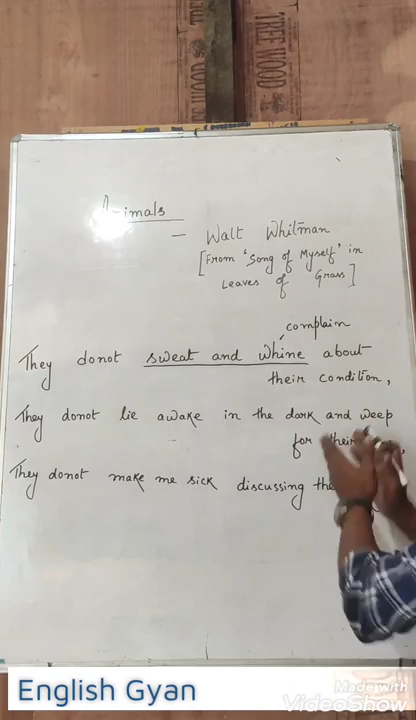 TREE WOOD
Animals
— Walt Whitman
[From 'Song of Myself' in
Leaves of Grass]
complain
They donot sweat and whine about
their condition,
They donot lie awake in the dark and weep
for their
They donot make me sick discussing
English Gyan
Made with
VideoShow